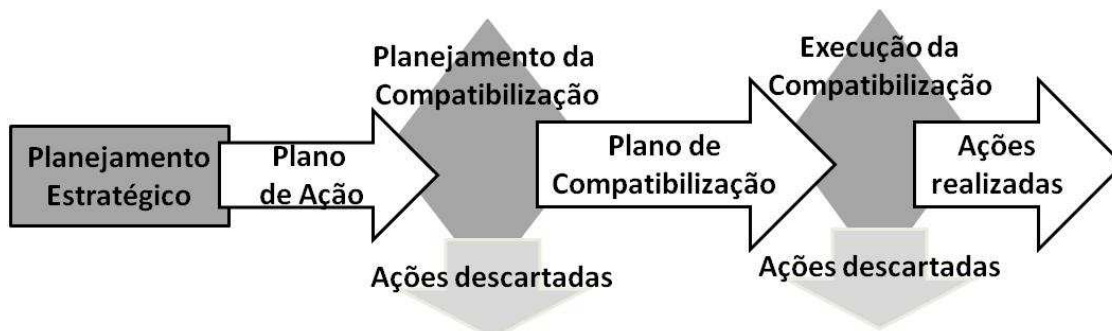 Planejamento
Estratégico
Plano
de Ação
Planejamento da
Compatibilização
Ações descartadas
Plano de
Compatibilização
Execução da
Compatibilização
Ações descartadas
Ações
realizadas